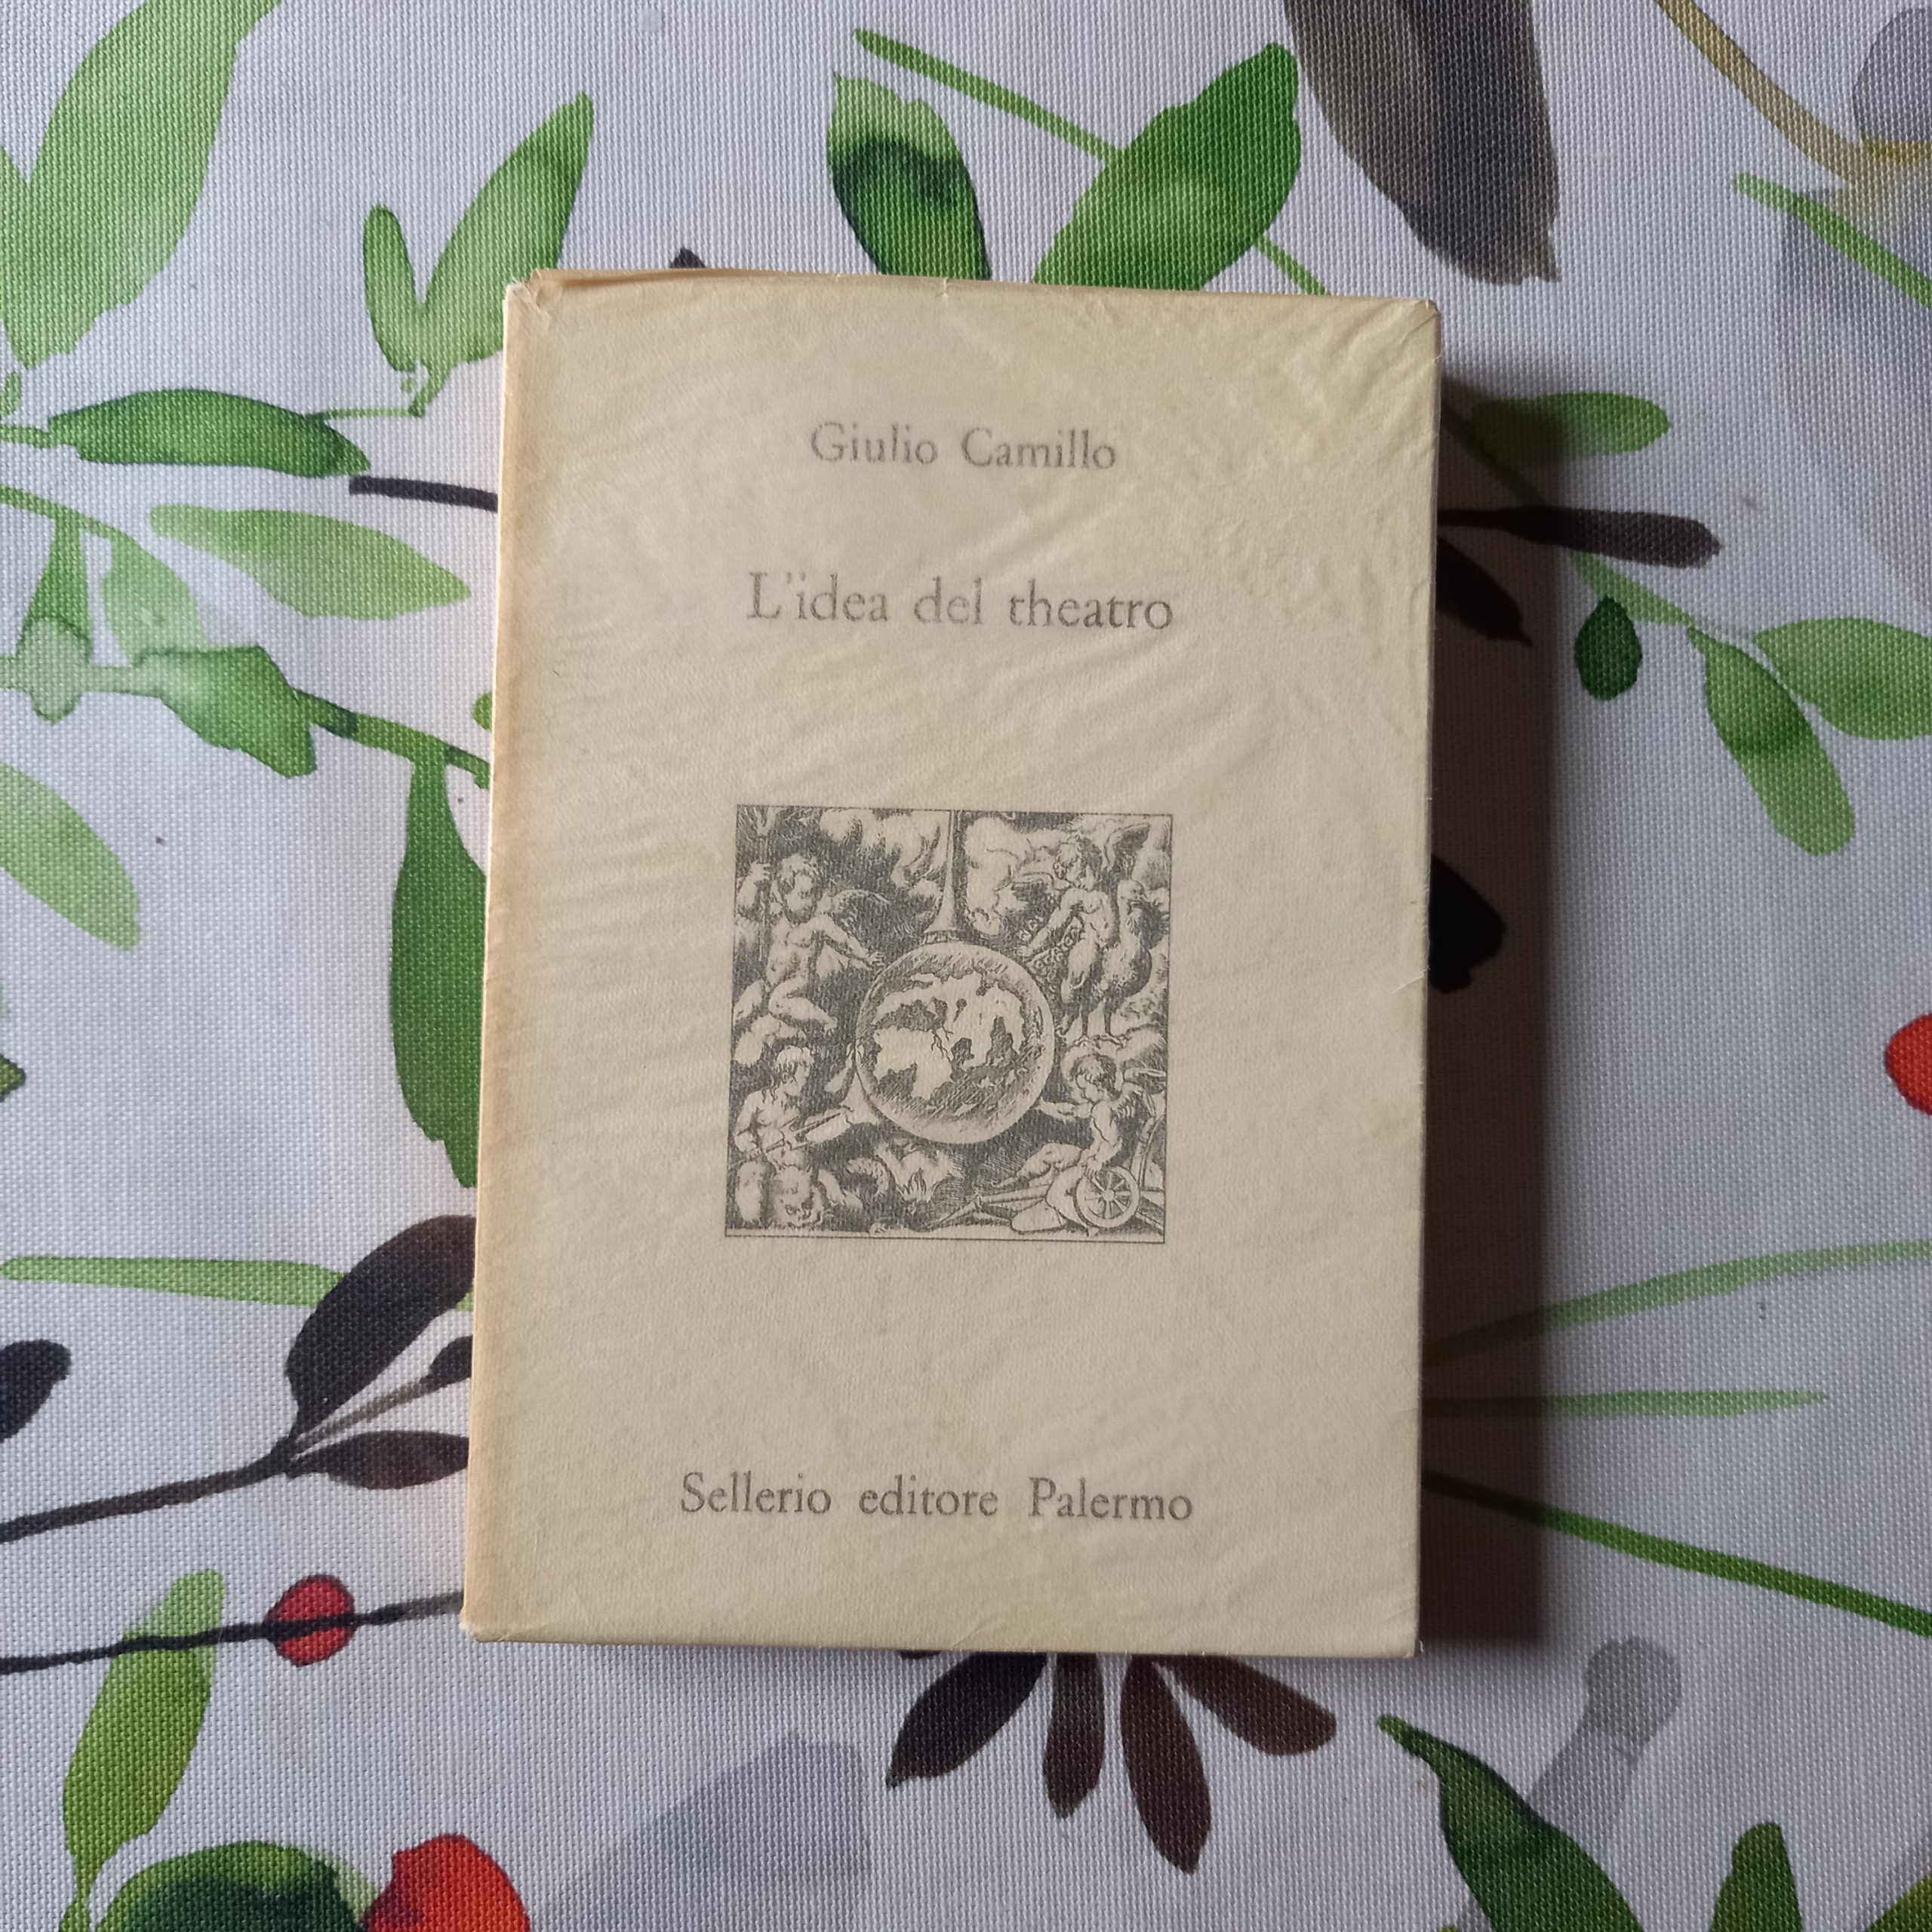 Giulio Camillo
L'idea del theatro
Sellerio editore Palermo